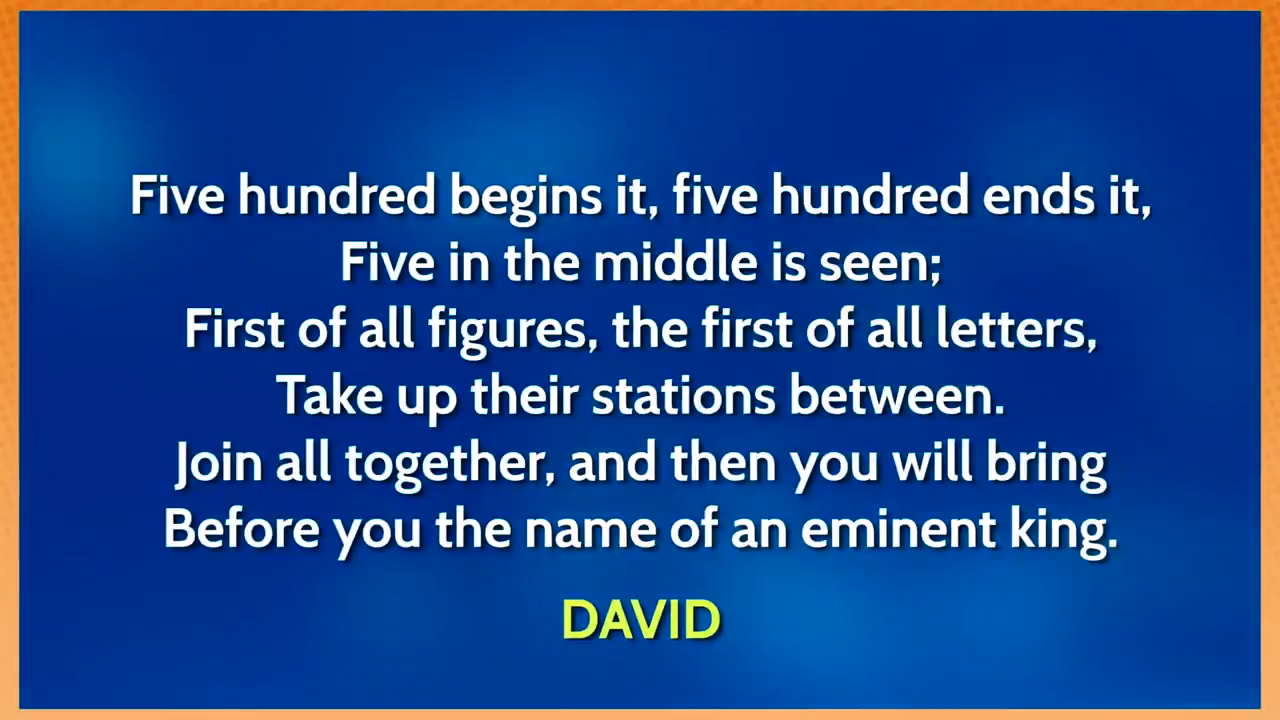 Five hundred begins it, five hundred ends it,
Five in the middle is seen;
First of all figures, the first of all letters,
Take up their stations between.
Join all together, and then you will bring
Before you the name of an eminent king.
DAVID